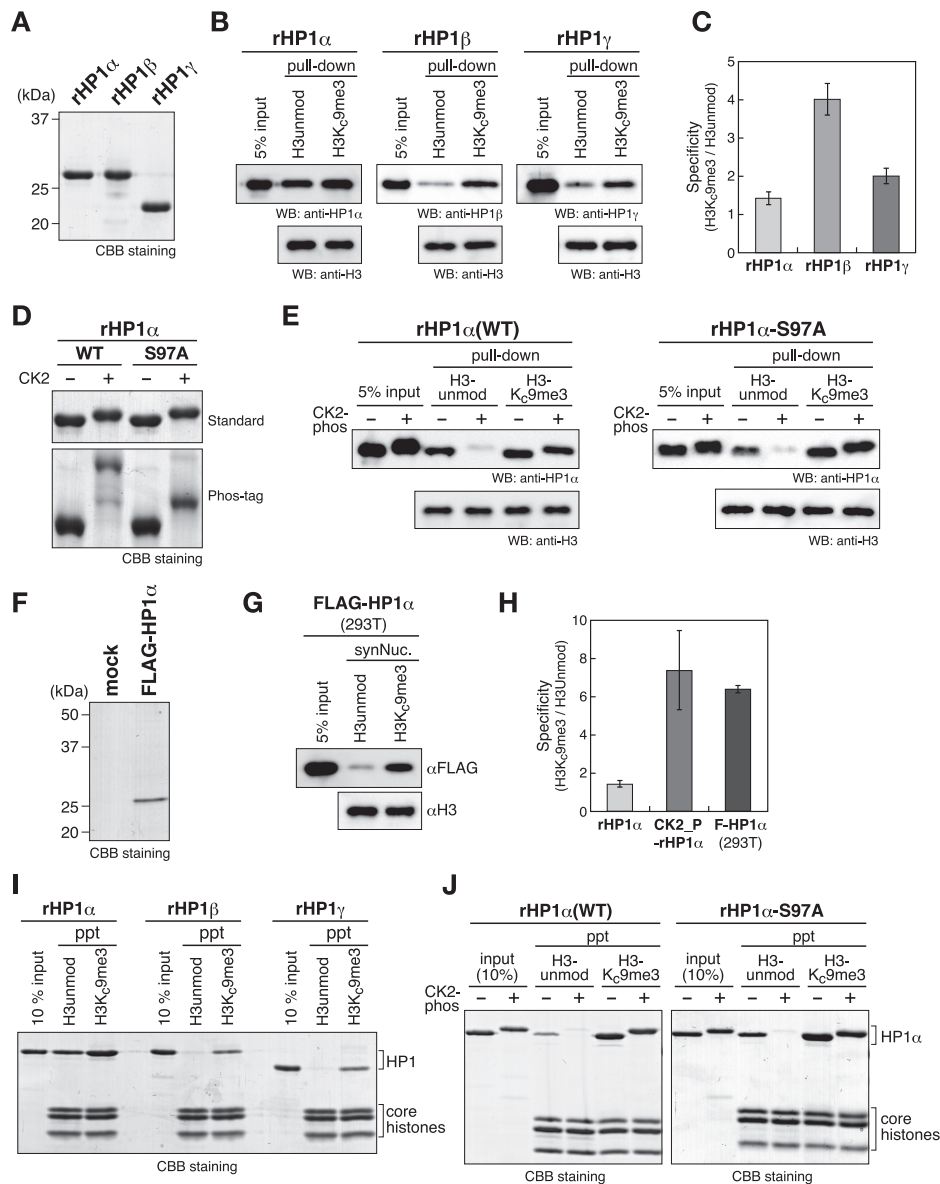 A
rHP1α
rHP1β
rHP1γ
(kDa)
37
25
20
CBB staining
B
rHP1α
rHP1β
rHP1γ
pull-down
pull-down
pull-down
5% input
H3unmod
H3KC9me3
5% input
H3unmod
H3KC9me3
5% input
H3unmod
H3KC9me3
WB: anti-HP1α
WB: anti-HP1β
WB: anti-HP1γ
WB: anti-H3
WB: anti-H3
WB: anti-H3
C
Specificity
(H3KC9me3 / H3Unmod)
5
4
3
2
1
0
rHP1α
rHP1β
rHP1γ
D
rHP1α
WT
S97A
CK2
– + – +
Standard
Phos-tag
CBB staining
E
rHP1α(WT)
rHP1α-S97A
pull-down
pull-down
5% input
H3-
unmod
H3-
KC9me3
5% input
H3-
unmod
H3-
KC9me3
CK2-
phos
– + – + – +
CK2-
phos
– + – + – +
WB: anti-HP1α
WB: anti-HP1α
WB: anti-H3
WB: anti-H3
F
mock
FLAG-HP1α
(kDa)
50
37
25
20
CBB staining
G
FLAG-HP1α
(293T)
synNuc.
5% input
H3unmod
H3KC9me3
αFLAG
αH3
H
Specificity
(H3KC9me3 / H3Unmod)
10
8
6
4
2
0
rHP1α
CK2_P
-rHP1α
F-HP1α
(293T)
I
rHP1α
rHP1β
rHP1γ
ppt
ppt
ppt
10 % input
H3unmod
H3KC9me3
10 % input
H3unmod
H3KC9me3
10 % input
H3unmod
H3KC9me3
HP1
core
histones
CBB staining
J
rHP1α(WT)
rHP1α-S97A
ppt
ppt
input
(10%)
H3-
unmod
H3-
KC9me3
input
(10%)
H3-
unmod
H3-
KC9me3
CK2-
phos
– + – + – +
– + – + – +
HP1α
core
histones
CBB staining
CBB staining